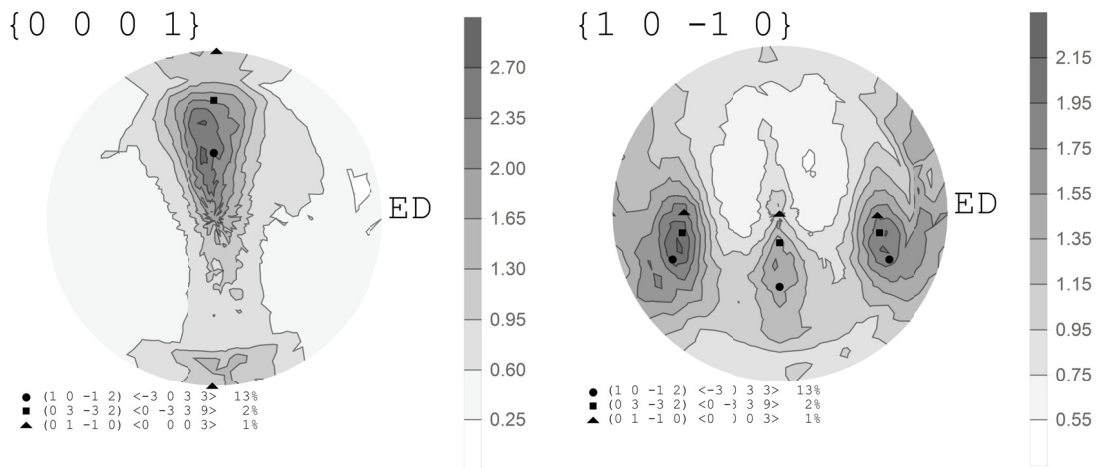 {0 0 0 1}
ED
2.70
2.35
2.00
1.65
1.30
0.95
0.60
0.25
(1 0 -1 2) <-3 0 3 3> 13%
(0 3 -3 2) <0 -3 3 9> 2%
(0 1 -1 0) <0 0 0 3> 1%
{1 0 -1 0}
ED
2.15
1.95
1.75
1.55
1.35
1.15
0.95
0.75
0.55
(1 0 -1 2) <-3 0 3 3> 13%
(0 3 -3 2) <0 -3 3 9> 2%
(0 1 -1 0) <0 0 0 3> 1%